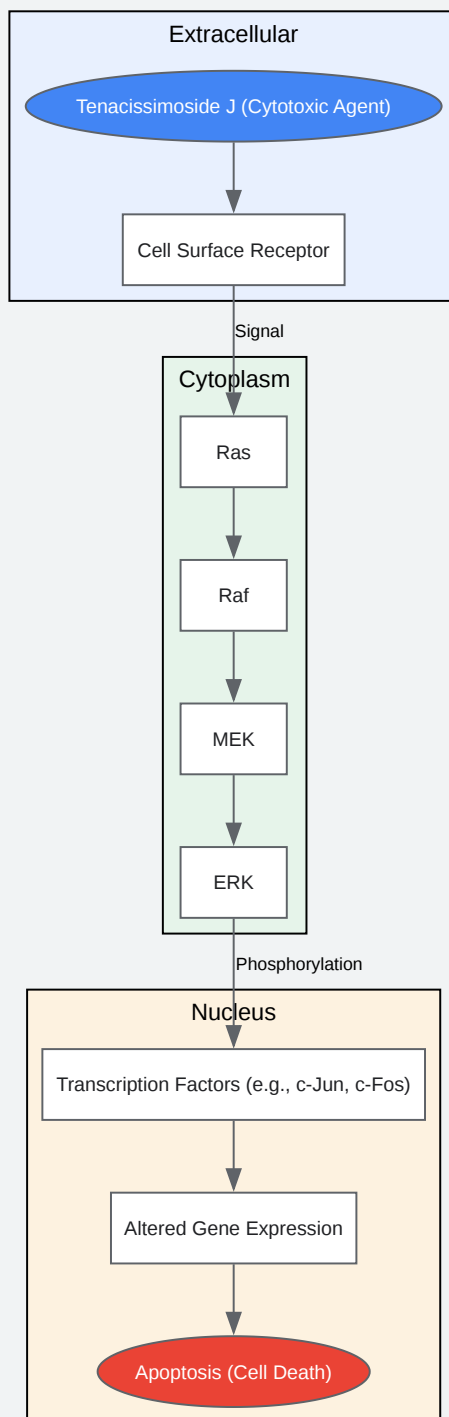 Extracellular
Tenacissimoside J (Cytotoxic Agent)
Cell Surface Receptor
Signal
Cytoplasm
Ras
Raf
MEK
ERK
Phosphorylation
Nucleus
Transcription Factors (e.g., c-Jun, c-Fos)
Altered Gene Expression
Apoptosis (Cell Death)